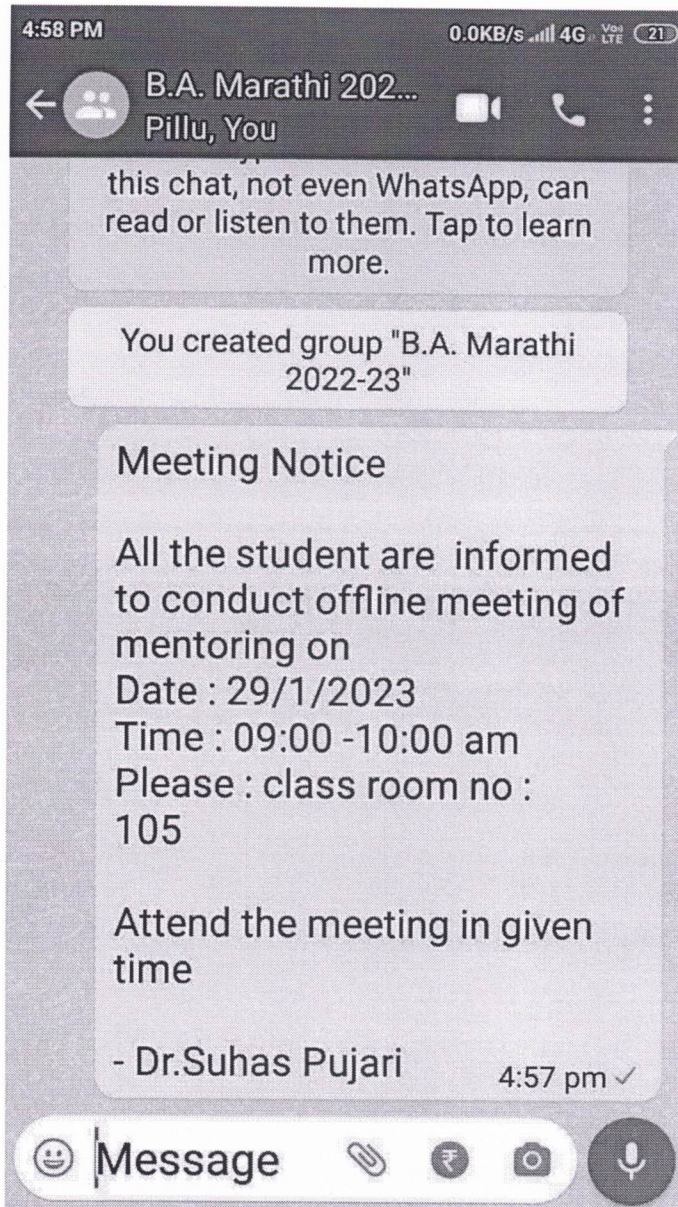 4:58 PM 0.0KB/s 4G Vo) LTE 21
B.A. Marathi 202...
Pillu, You
this chat, not even WhatsApp, can
read or listen to them. Tap to learn
more.
You created group "B.A. Marathi
2022-23"
Meeting Notice
All the student are informed
to conduct offline meeting of
mentoring on
Date : 29/1/2023
Time : 09:00 -10:00 am
Please : class room no :
105
Attend the meeting in given
time
- Dr.Suhas Pujari
4:57 pm
Message